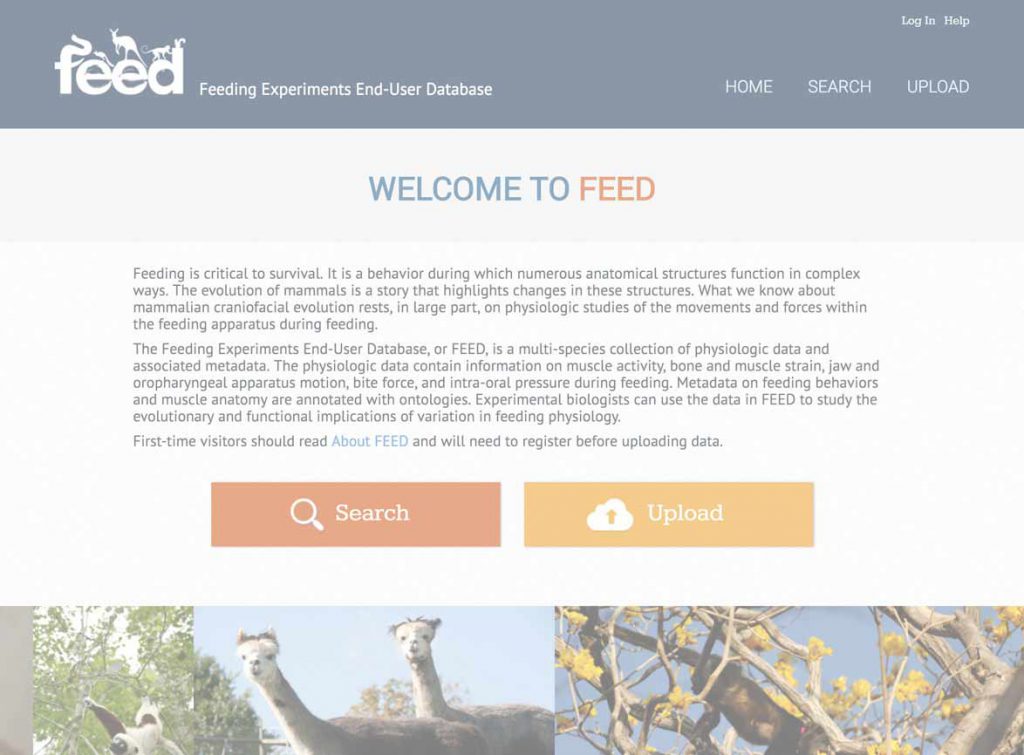 Log In Help
feed Feeding Experiments End-User Database
HOME SEARCH UPLOAD
WELCOME TO FEED
Feeding is critical to survival. It is a behavior during which numerous anatomical structures function in complex
ways. The evolution of mammals is a story that highlights changes in these structures. What we know about
mammalian craniofacial evolution rests, in large part, on physiologic studies of the movements and forces within
the feeding apparatus during feeding.
The Feeding Experiments End-User Database, or FEED, is a multi-species collection of physiologic data and
associated metadata. The physiologic data contain information on muscle activity, bone and muscle strain, jaw and
oropharyngeal apparatus motion, bite force, and intra-oral pressure during feeding. Metadata on feeding behaviors
and muscle anatomy are annotated with ontologies. Experimental biologists can use the data in FEED to study the
evolutionary and functional implications of variation in feeding physiology.
First-time visitors should read About FEED and will need to register before uploading data.
Search
Upload